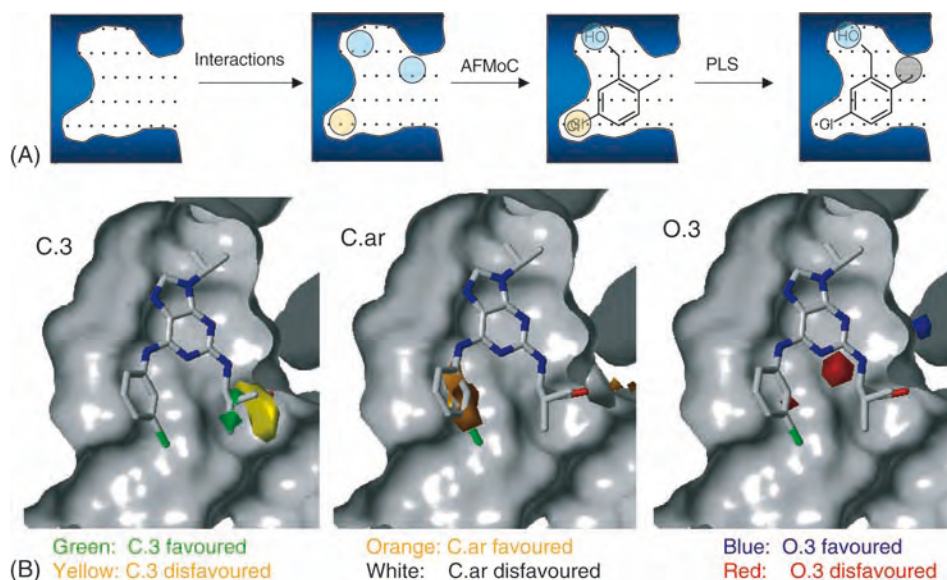 Interactions
AFMoC
PLS
HO
HO
Cl
Cl
(A)
C.3
C.ar
O.3
Green: C.3 favoured
Yellow: C.3 disfavoured
Orange: C.ar favoured
White: C.ar disfavoured
Blue: O.3 favoured
Red: O.3 disfavoured
(B)